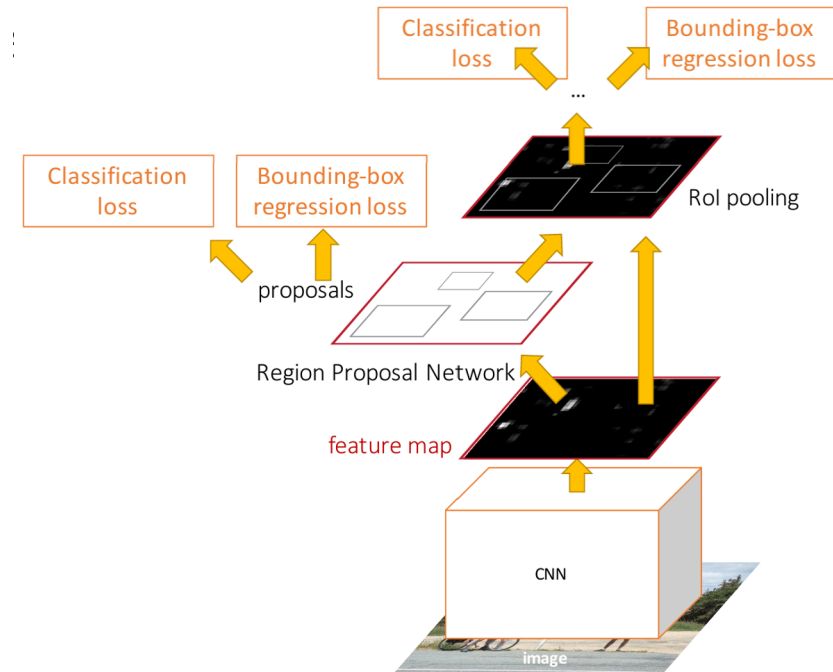 Classification
loss
Bounding-box
regression loss
...
Classification
loss
Bounding-box
regression loss
RoI pooling
proposals
Region Proposal Network
feature map
CNN
image